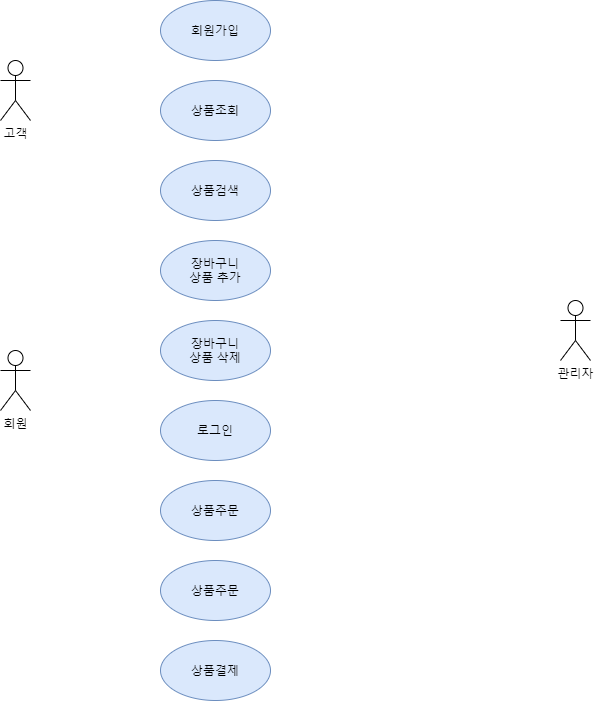 회원가입
고객
상품조회
상품검색
장바구니
상품 추가
장바구니
상품 삭제
관리자
회원
로그인
상품주문
상품주문
상품결제